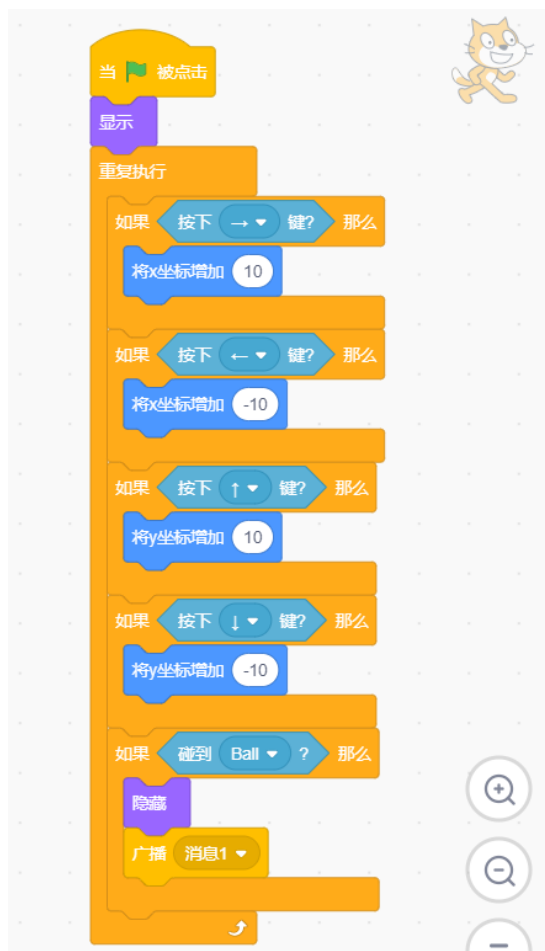 当 被点击
显示
重复执行
如果 按下 → 键? 那么
将x坐标增加 10
如果 按下 ← 键? 那么
将x坐标增加 -10
如果 按下 ↑ 键? 那么
将y坐标增加 10
如果 按下 ↓ 键? 那么
将y坐标增加 -10
如果 碰到 Ball ? 那么
隐藏
广播 消息1